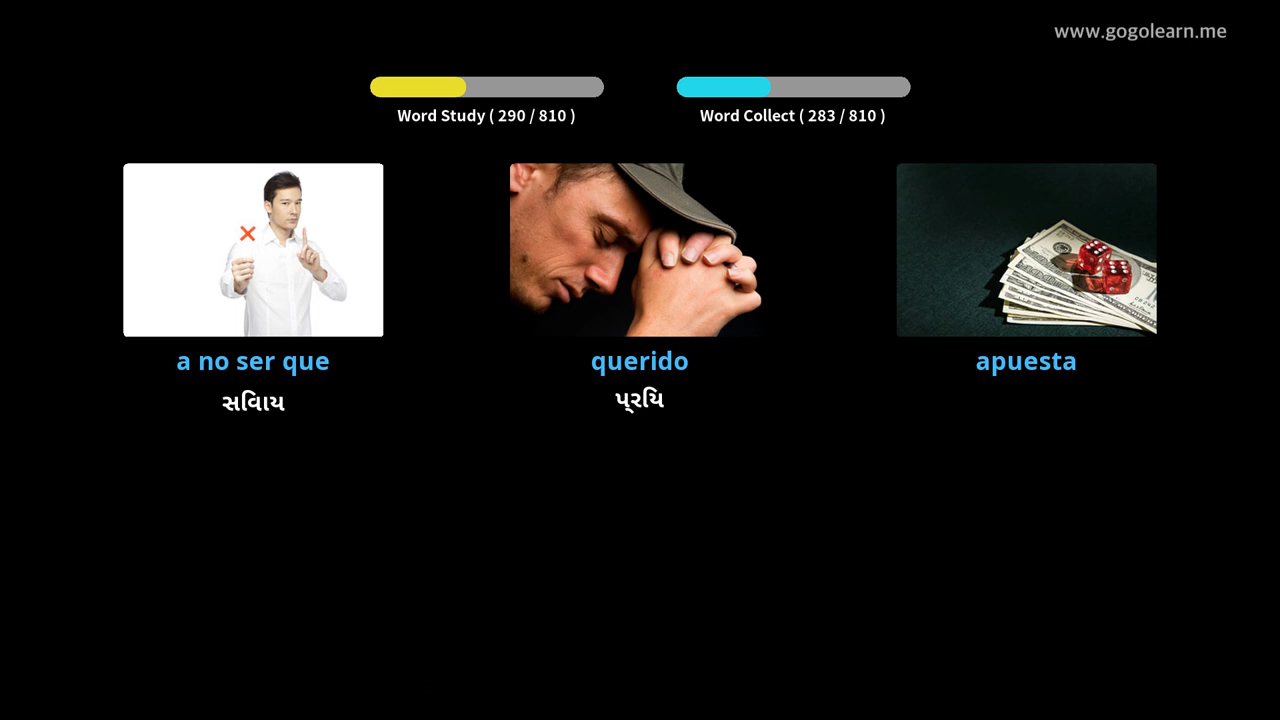 www.gogolearn.me
Word Study ( 290 / 810 )
Word Collect ( 283 / 810 )
a no ser que
querido
apuesta
સિવાય
પ્રિય